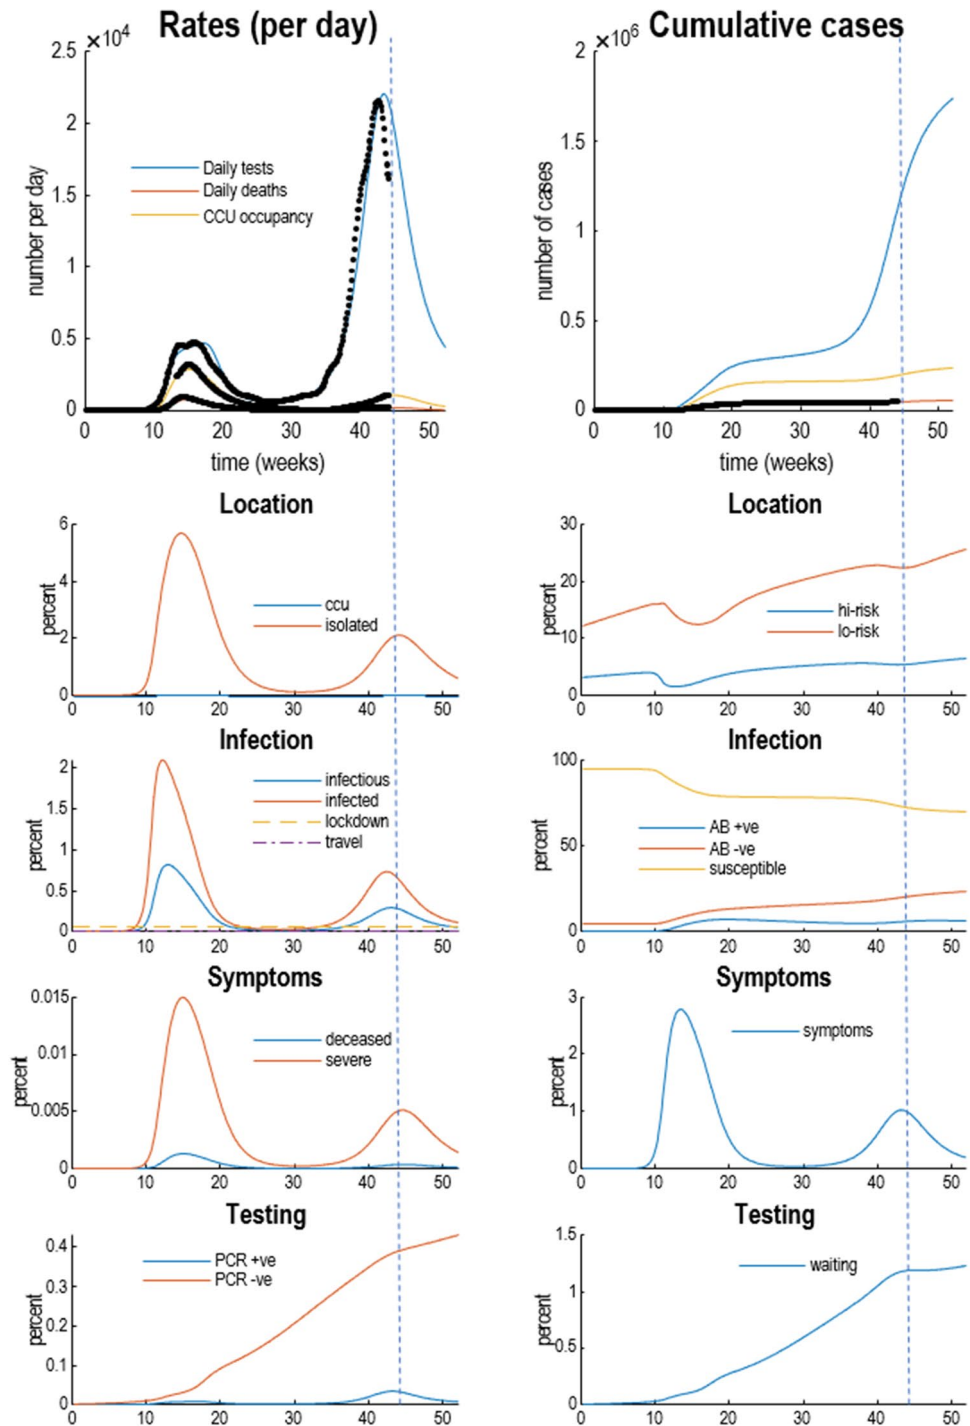 Rates (per day)
×10⁴
2.5
2
1.5
1
0.5
0
number per day
Daily tests
Daily deaths
CCU occupancy
0 10 20 30 40 50
time (weeks)
Cumulative cases
×10⁶
2
1.5
1
0.5
0
number of cases
0 10 20 30 40 50
time (weeks)
Location
6
4
2
0
percent
ccu
isolated
0 10 20 30 40 50
Location
30
20
10
0
percent
hi-risk
lo-risk
0 10 20 30 40 50
Infection
2
1.5
1
0.5
0
percent
infectious
infected
lockdown
travel
0 10 20 30 40 50
Infection
100
50
0
percent
AB +ve
AB -ve
susceptible
0 10 20 30 40 50
Symptoms
0.015
0.01
0.005
0
percent
deceased
severe
0 10 20 30 40 50
Symptoms
3
2
1
0
percent
symptoms
0 10 20 30 40 50
Testing
0.4
0.3
0.2
0.1
0
percent
PCR +ve
PCR -ve
0 10 20 30 40 50
Testing
1.5
1
0.5
0
percent
waiting
0 10 20 30 40 50